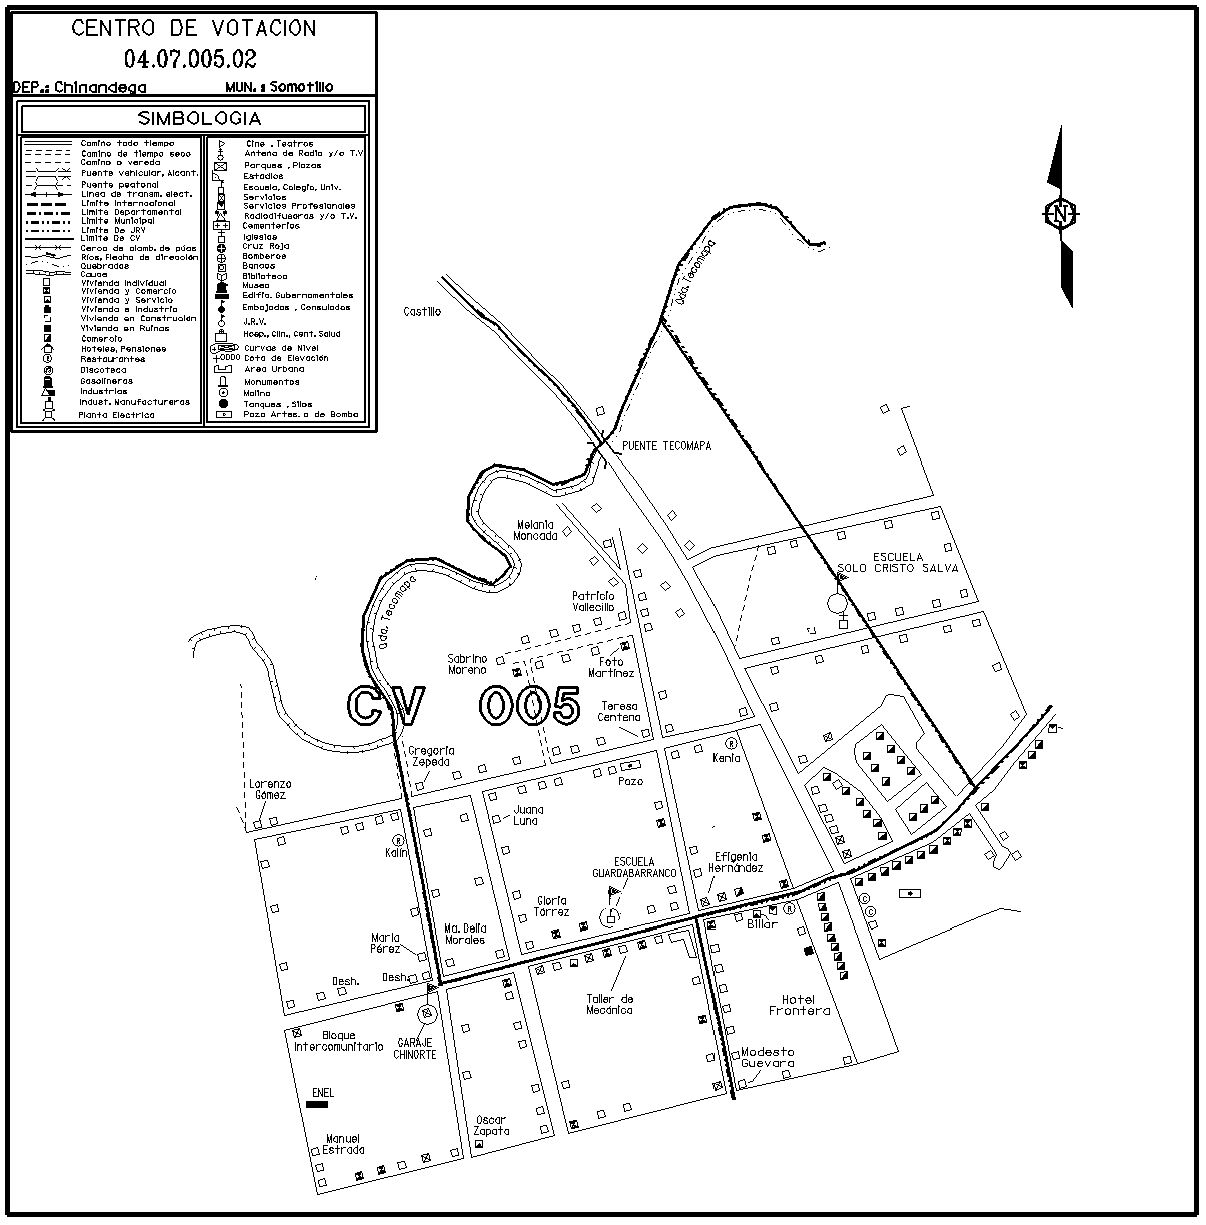 CENTRO DE VOTACION
04.07.005.02
DEP.: Chinandega
MUN. : Somotillo
SIMBOLOGIA
Camino todo tiempo
Camino de tiempo seco
Camino o vereda
Puente vehicular, Alcant.
Puente peatonal
Linea de transm. elect.
Limite Internacional
Limite Departamental
Limite Municipal
Limite De JRV
Limite De CV
Cerca de alamb. de púas
Ríos, Flecha de dirección
Quebradas
Cauce
Vivienda Individual
Vivienda y Comercio
Vivienda y Servicio
Vivienda e Industria
Vivienda en Construción
Vivienda en Ruinas
Comercio
Hoteles, Pensiones
Restaurantes
Discoteca
Gasolineras
Industrias
Indust. Manufactureras
Planta Electrica
Cine . Teatros
Antena de Radio y/o T.V
Parques , Plazas
Estadios
Escuela, Colegio, Univ.
Servicios
Servicios Profesionales
Radiodifusoras y/o T.V.
Cementerios
Iglesias
Cruz Roja
Bomberos
Bancos
Biblioteca
Museo
Edific. Gubernamentales
Embajadas , Consulados
J.R.V.
Hosp., Clin., Cent. Salud
Curvas de Nivel
Cota de Elevación
Area Urbana
Monumentos
Molino
Tanques , Silos
Pozo Artes. o de Bomba
N
Qda. Tecomapa
Castillo
PUENTE TECOMAPA
Melania
Moncada
ESCUELA
SOLO CRISTO SALVA
Qda. Tecomapa
Patricio
Vallecillo
Sabrino
Moreno
Foto
Martínez
CV 005
Teresa
Centeno
Gregoria
Zepeda
Kenia
Pozo
Lorenzo
Gómez
Juana
Luna
Kalin
ESCUELA
GUARDABARRANCO
Efigenia
Hernández
Gloria
Torrez
Billar
María
Pérez
Ma. Delia
Morales
Desh.
Desh.
Taller de
Mecánica
Hotel
Frontera
Bloque
Intercomunitario
GARAJE
CHINORTE
Modesto
Guevara
ENEL
Oscar
Zapata
Manuel
Estrada